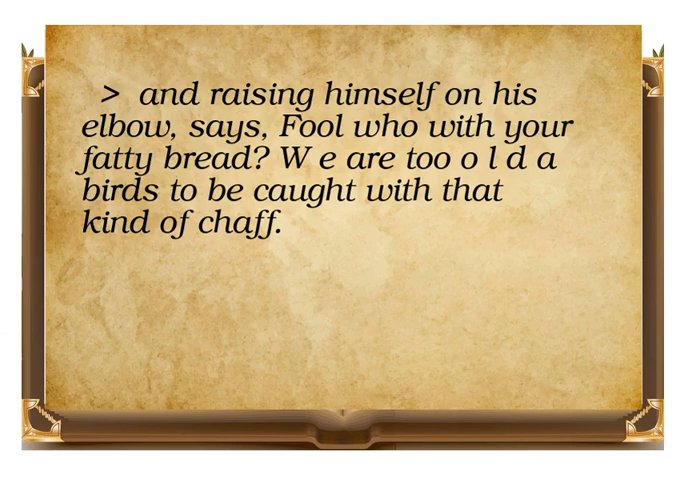 > and raising himself on his
elbow, says, Fool who with your
fatty bread? W e are too o l d a
birds to be caught with that
kind of chaff.